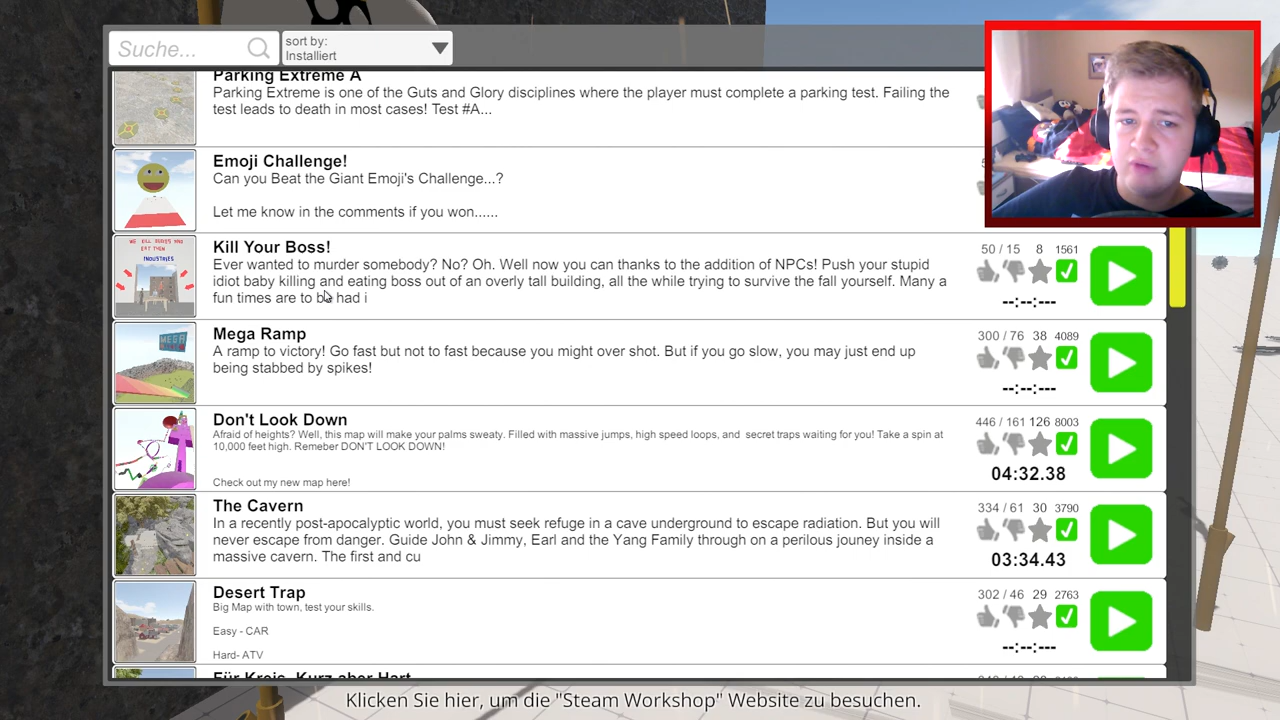 Suche...
sort by:
Installiert
Parking Extreme A
Parking Extreme is one of the Guts and Glory disciplines where the player must complete a parking test. Failing the
test leads to death in most cases! Test #A...
Emoji Challenge!
Can you Beat the Giant Emoji's Challenge...?
Let me know in the comments if you won......
WE KILL BABIES AND
EAT THEM
INDUSTRIES
Kill Your Boss!
Ever wanted to murder somebody? No? Oh. Well now you can thanks to the addition of NPCs! Push your stupid
idiot baby killing and eating boss out of an overly tall building, all the while trying to survive the fall yourself. Many a
fun times are to be had i
50 / 15 8 1561
--:--:---
MEGA
Mega Ramp
A ramp to victory! Go fast but not to fast because you might over shot. But if you go slow, you may just end up
being stabbed by spikes!
300 / 76 38 4089
--:--:---
Don't Look Down
Afraid of heights? Well, this map will make your palms sweaty. Filled with massive jumps, high speed loops, and secret traps waiting for you! Take a spin at
10,000 feet high. Remeber DON'T LOOK DOWN!
Check out my new map here!
446 / 161 126 8003
04:32.38
The Cavern
In a recently post-apocalyptic world, you must seek refuge in a cave underground to escape radiation. But you will
never escape from danger. Guide John & Jimmy, Earl and the Yang Family through on a perilous jouney inside a
massive cavern. The first and cu
334 / 61 30 3790
03:34.43
Desert Trap
Big Map with town, test your skills.
Easy - CAR
Hard- ATV
302 / 46 29 2763
--:--:---
Für Kreis, Kurz aber Hart
Klicken Sie hier, um die "Steam Workshop" Website zu besuchen.